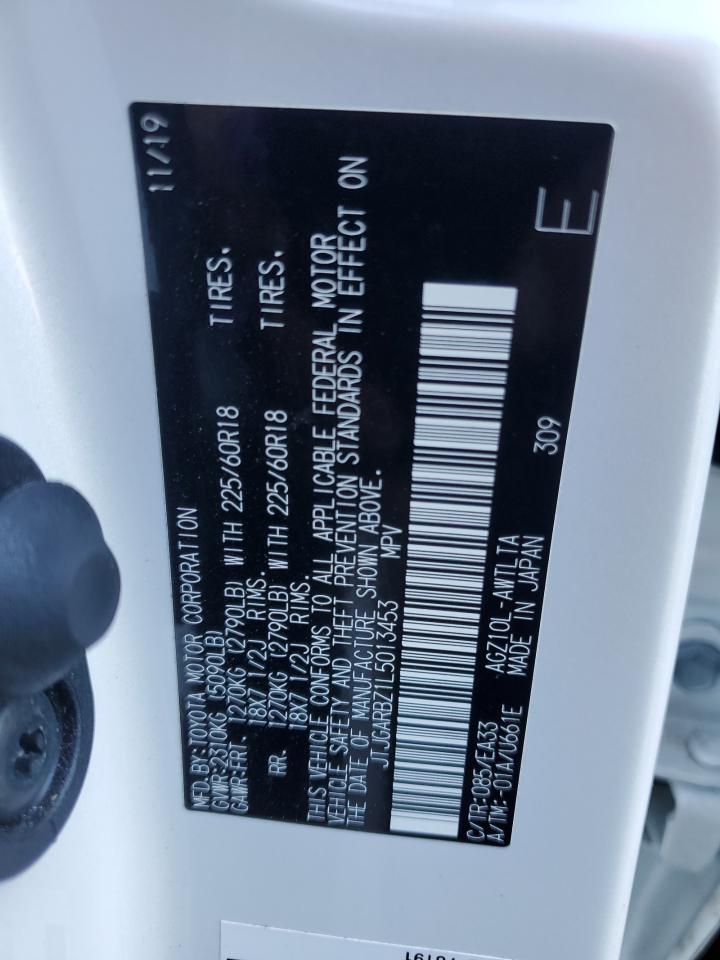 11/19
MFD. BY: TOYOTA MOTOR CORPORATION
GVWR: 2310KG (5090LB)
GAWR: FRT. 1270KG (2790LB) WITH 225/60R18 TIRES.
18X7 1/2J RIMS.
RR. 1270KG (2790LB) WITH 225/60R18 TIRES.
18X7 1/2J RIMS.
THIS VEHICLE CONFORMS TO ALL APPLICABLE FEDERAL MOTOR
VEHICLE SAFETY AND THEFT PREVENTION STANDARDS IN EFFECT ON
THE DATE OF MANUFACTURE SHOWN ABOVE.
JTJGARBZ1L5013453 MPV
C/TR: 085/EA33 AGZ10L-AWTLTA 309
A/TM: -01A/U661E MADE IN JAPAN
E